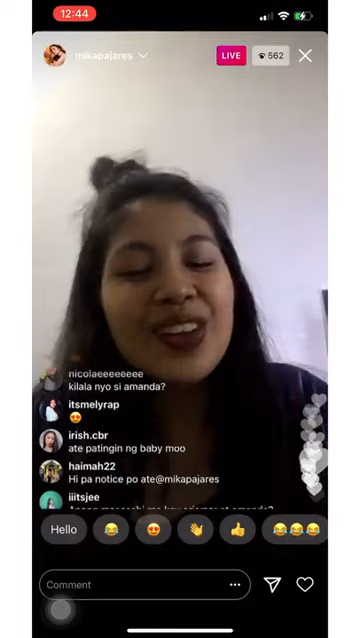 12:44
mikapajares
LIVE
562
nicolaeeeeeeee
kilala nyo si amanda?
itsmelyrap
😍
irish.cbr
ate patingin ng baby moo
haimah22
Hi pa notice po ate@mikapajares
iiitsjee
Hello 😂 😍 👋 👍 😂😂😂
Comment